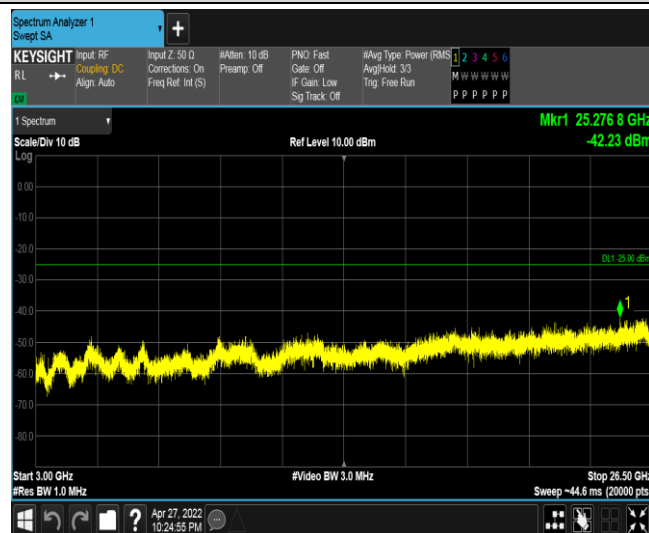 Spectrum Analyzer 1
Swept SA
+
KEYSIGHT Input: RF Input Z: 50 Ω #Atten: 10 dB PNO: Fast #Avg Type: Power (RMS 1 2 3 4 5 6
RL Coupling: DC Corrections: On Preamp: Off Gate: Off Avg|Hold: 3/3 M W W W W W
Align: Auto Freq Ref: Int (S) IF Gain: Low Trig: Free Run
Sig Track: Off P P P P P P
1 Spectrum Mkr1 25.276 8 GHz
Scale/Div 10 dB Ref Level 10.00 dBm -42.23 dBm
Log
0.00
-10.0
-20.0
DL1 -25.00 dBm
-30.0
-40.0
1
-50.0
-60.0
-70.0
-80.0
Start 3.00 GHz #Video BW 3.0 MHz Stop 26.50 GHz
#Res BW 1.0 MHz Sweep ~44.6 ms (20000 pts
? Apr 27, 2022
10:24:55 PM